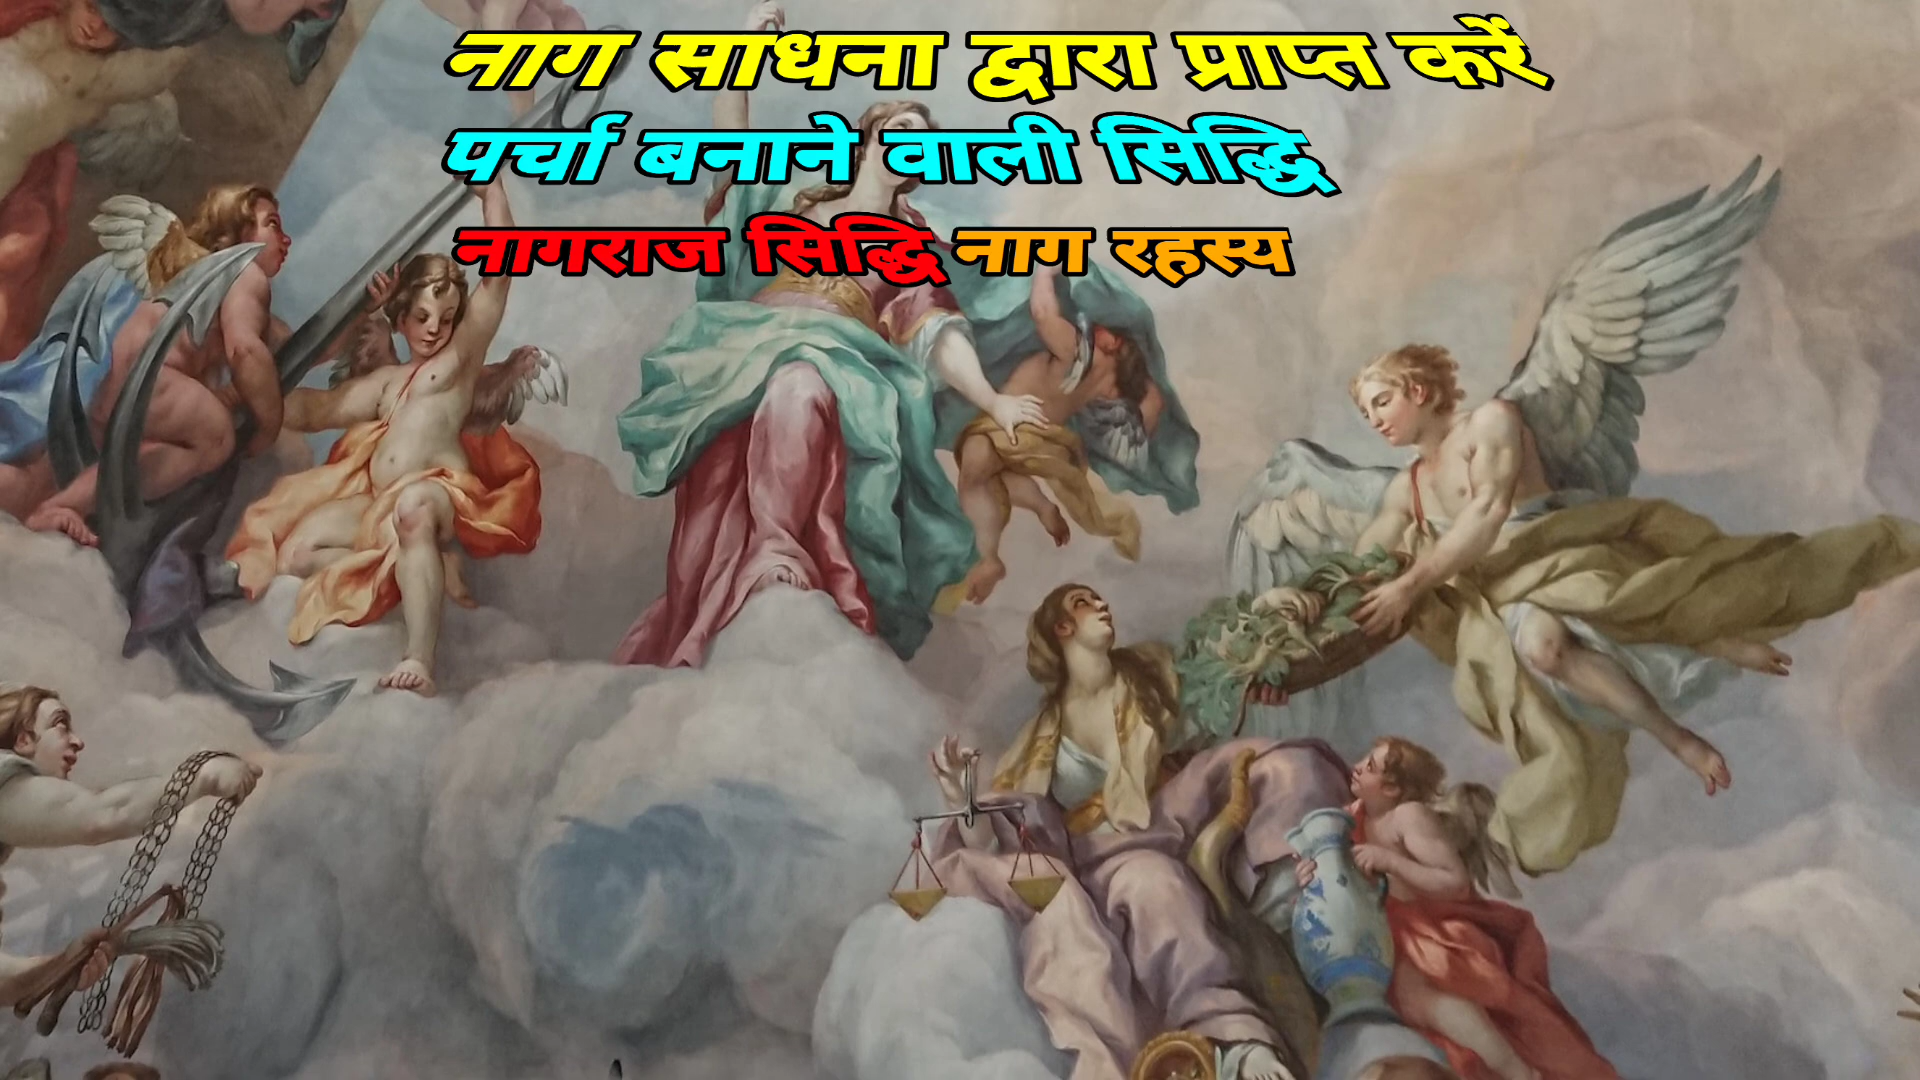 नाग साधना द्वारा प्राप्त करें
पर्चा बनाने वाली सिद्धि
नागराज सिद्धि नाग रहस्य